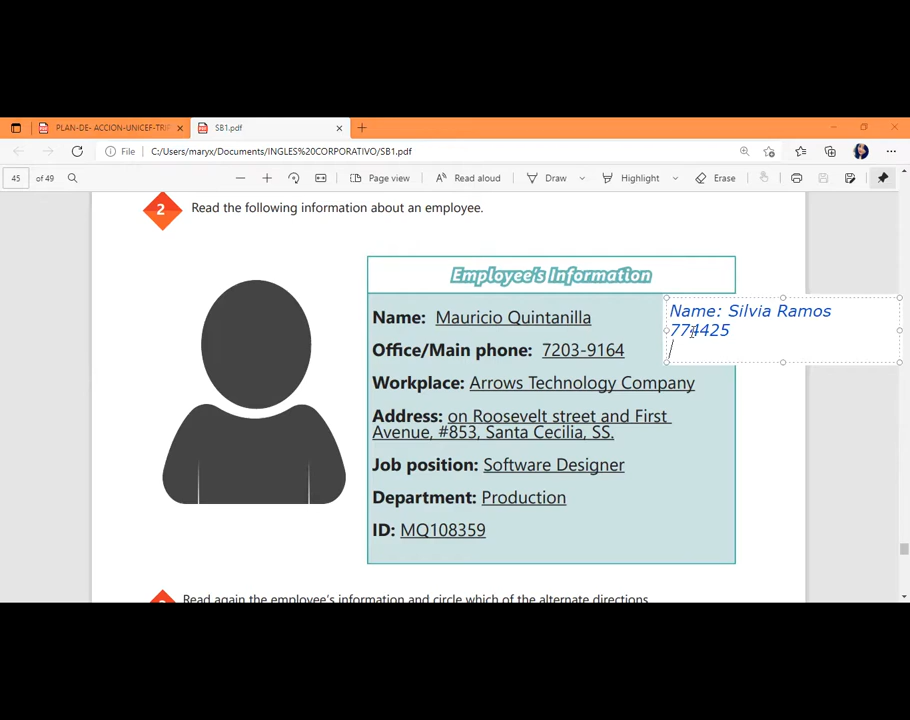 PLAN-DE- ACCION-UNICEF-TRIF
SB1.pdf
File
C:/Users/maryx/Documents/INGLES%20CORPORATIVO/SB1.pdf
45 of 49
Page view
Read aloud
Draw
Highlight
Erase
2
Read the following information about an employee.
Employee's Information
Name: Mauricio Quintanilla
Office/Main phone: 7203-9164
Workplace: Arrows Technology Company
Address: on Roosevelt street and First
Avenue, #853, Santa Cecilia, SS.
Job position: Software Designer
Department: Production
ID: MQ108359
Name: Silvia Ramos
774425
Read again the employee's information and circle which of the alternate directions